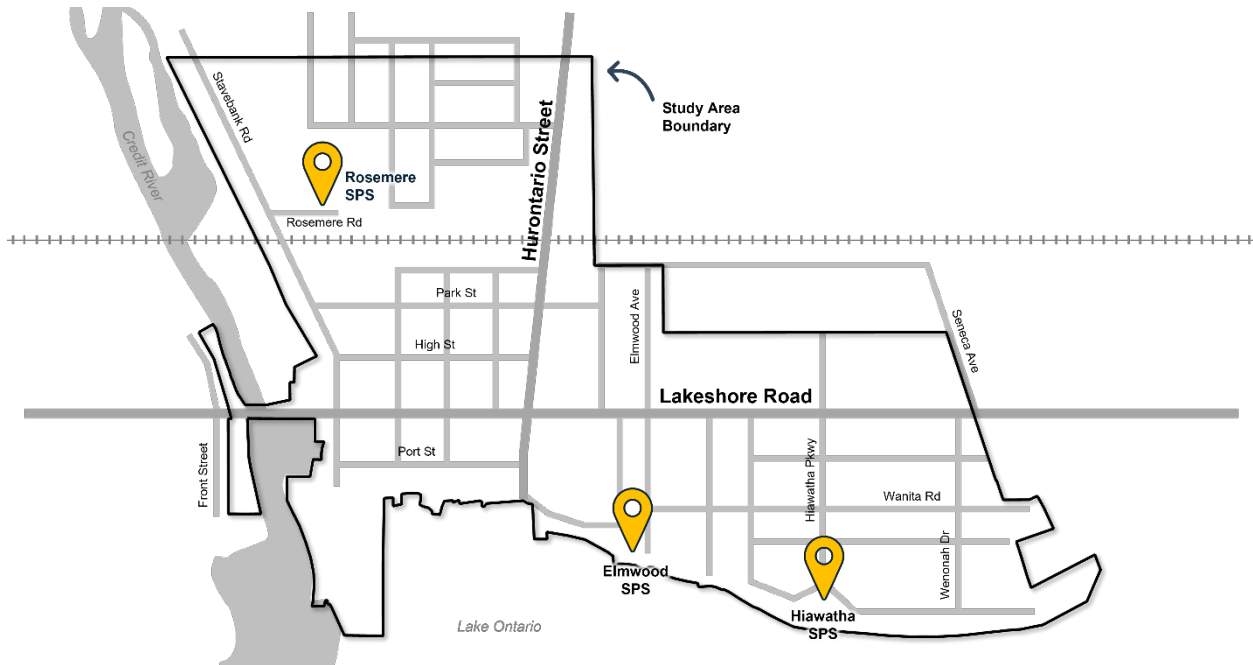 Stavebank Rd
Credit River
Hurontario Street
Study Area
Boundary
Rosemere
SPS
Rosemere Rd
Park St
High St
Elmwood Ave
Seneca Ave
Lakeshore Road
Front Street
Port St
Hiawatha Pkwy
Wanita Rd
Wenonah Dr
Elmwood
SPS
Hiawatha
SPS
Lake Ontario